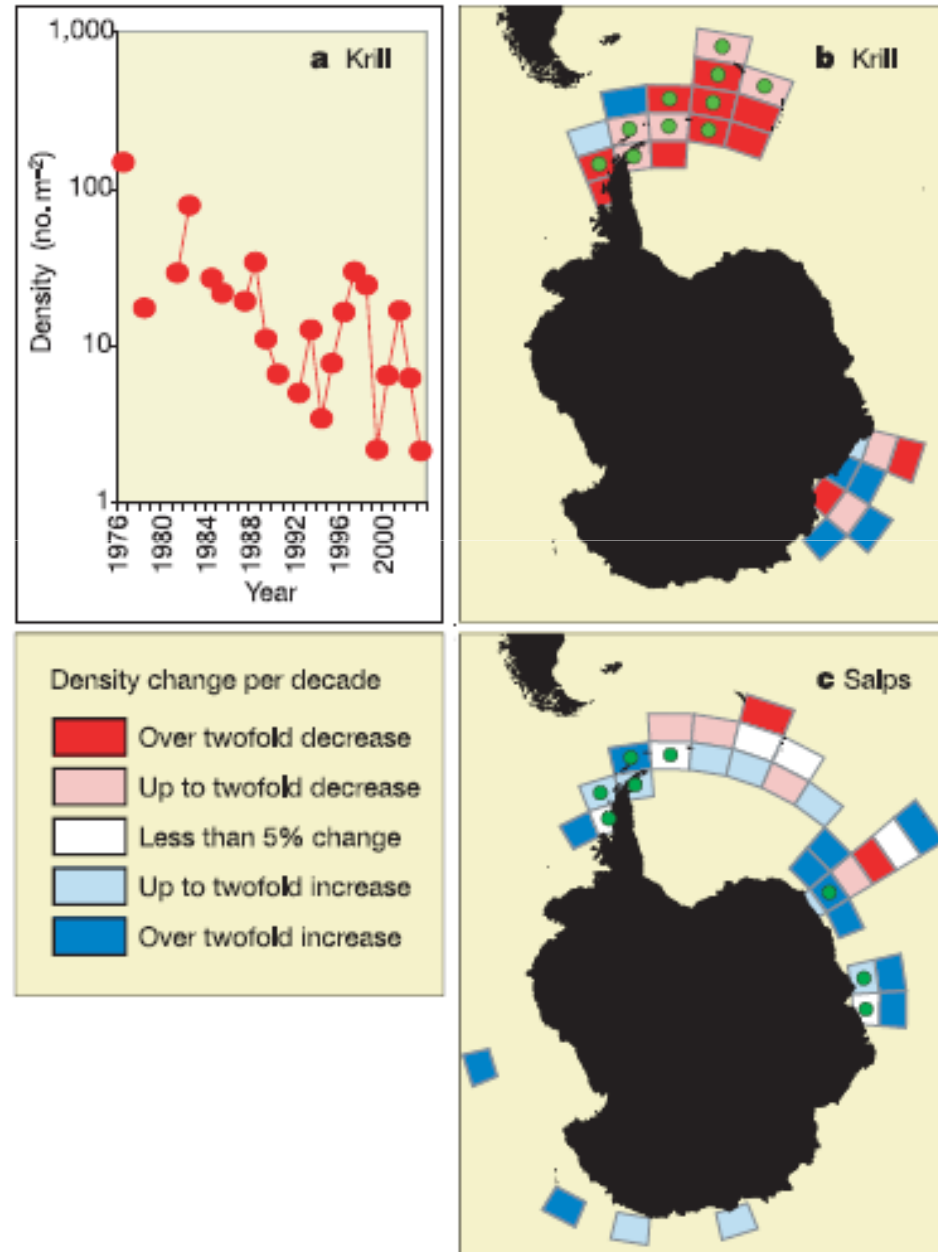 a Krill
1,000
100
10
1
Density (no.m⁻²)
1976
1980
1984
1988
1992
1996
2000
Year
b Krill
Density change per decade
Over twofold decrease
Up to twofold decrease
Less than 5% change
Up to twofold increase
Over twofold increase
c Salps